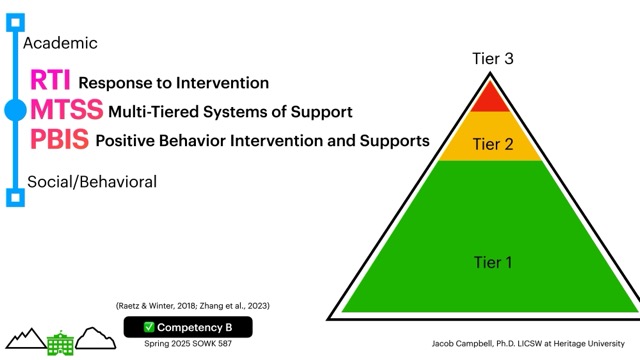 Academic
RTI Response to Intervention
MTSS Multi-Tiered Systems of Support
PBIS Positive Behavior Intervention and Supports
Social/Behavioral
Tier 3
Tier 2
Tier 1
(Raetz & Winter, 2018; Zhang et al., 2023)
✅ Competency B
Spring 2025 SOWK 587
Jacob Campbell, Ph.D. LICSW at Heritage University